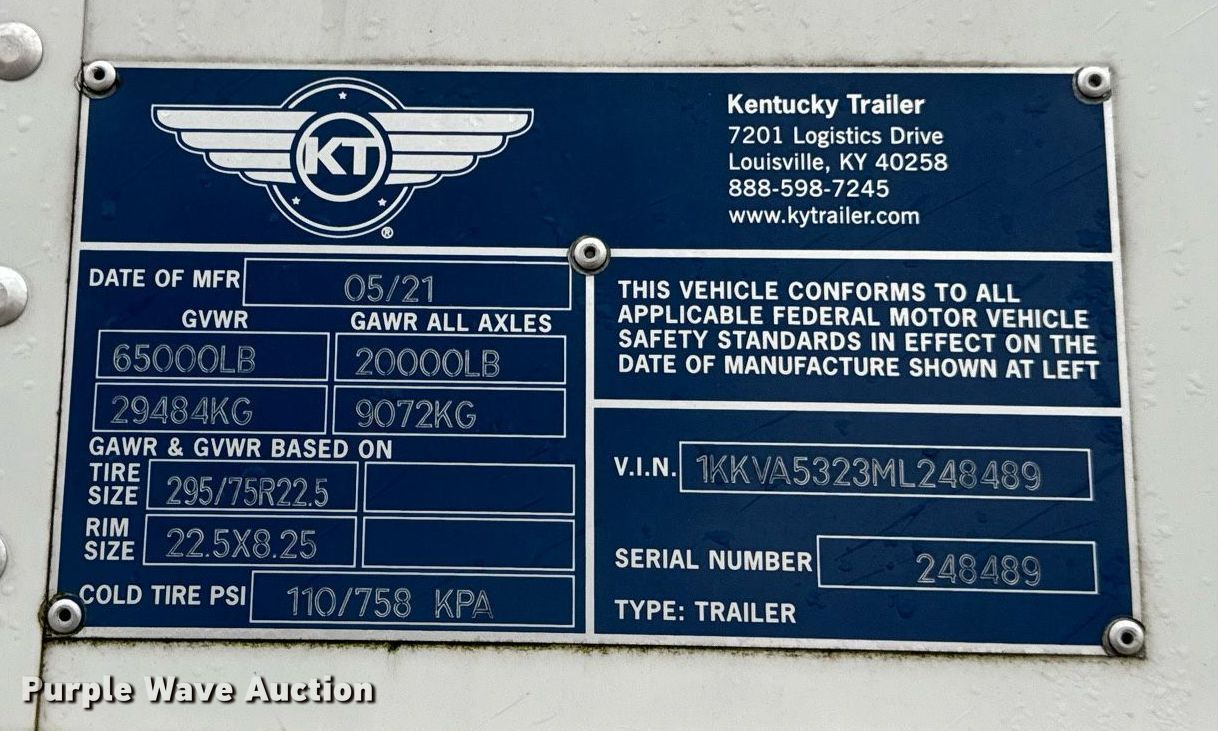 KT
®
Kentucky Trailer
7201 Logistics Drive
Louisville, KY 40258
888-598-7245
www.kytrailer.com
DATE OF MFR 05/21
GVWR GAWR ALL AXLES
65000LB 20000LB
29484KG 9072KG
GAWR & GVWR BASED ON
TIRE SIZE 295/75R22.5
RIM SIZE 22.5X8.25
COLD TIRE PSI 110/758 KPA
THIS VEHICLE CONFORMS TO ALL
APPLICABLE FEDERAL MOTOR VEHICLE
SAFETY STANDARDS IN EFFECT ON THE
DATE OF MANUFACTURE SHOWN AT LEFT
V.I.N. 1KKVA5323ML248489
SERIAL NUMBER 248489
TYPE: TRAILER
Purple Wave Auction